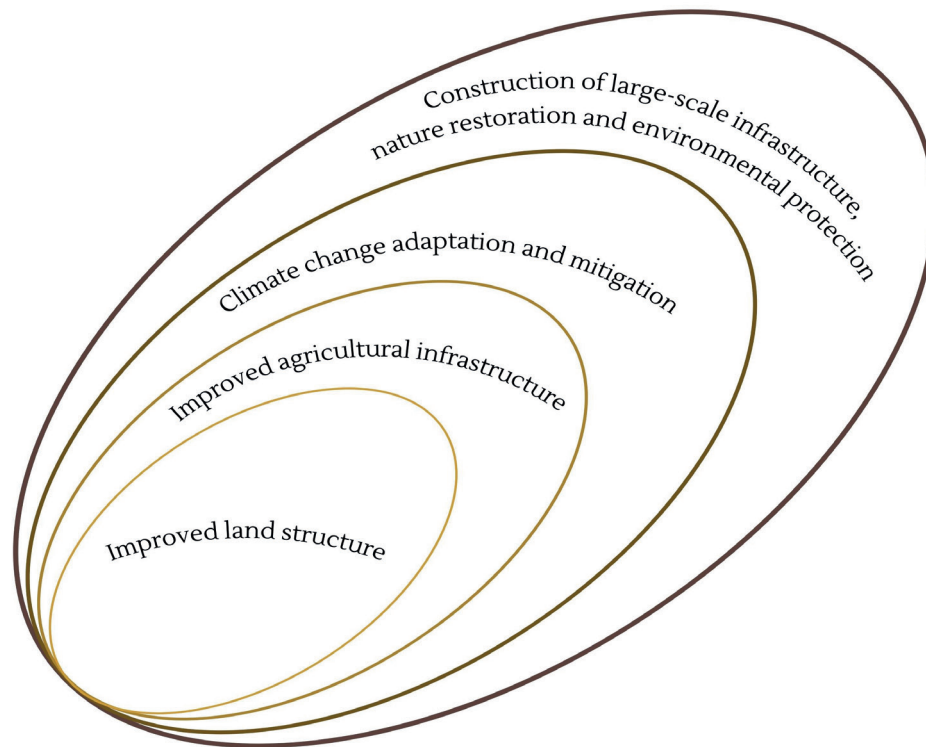 Construction of large-scale infrastructure,
nature restoration and environmental protection
Climate change adaptation and mitigation
Improved agricultural infrastructure
Improved land structure